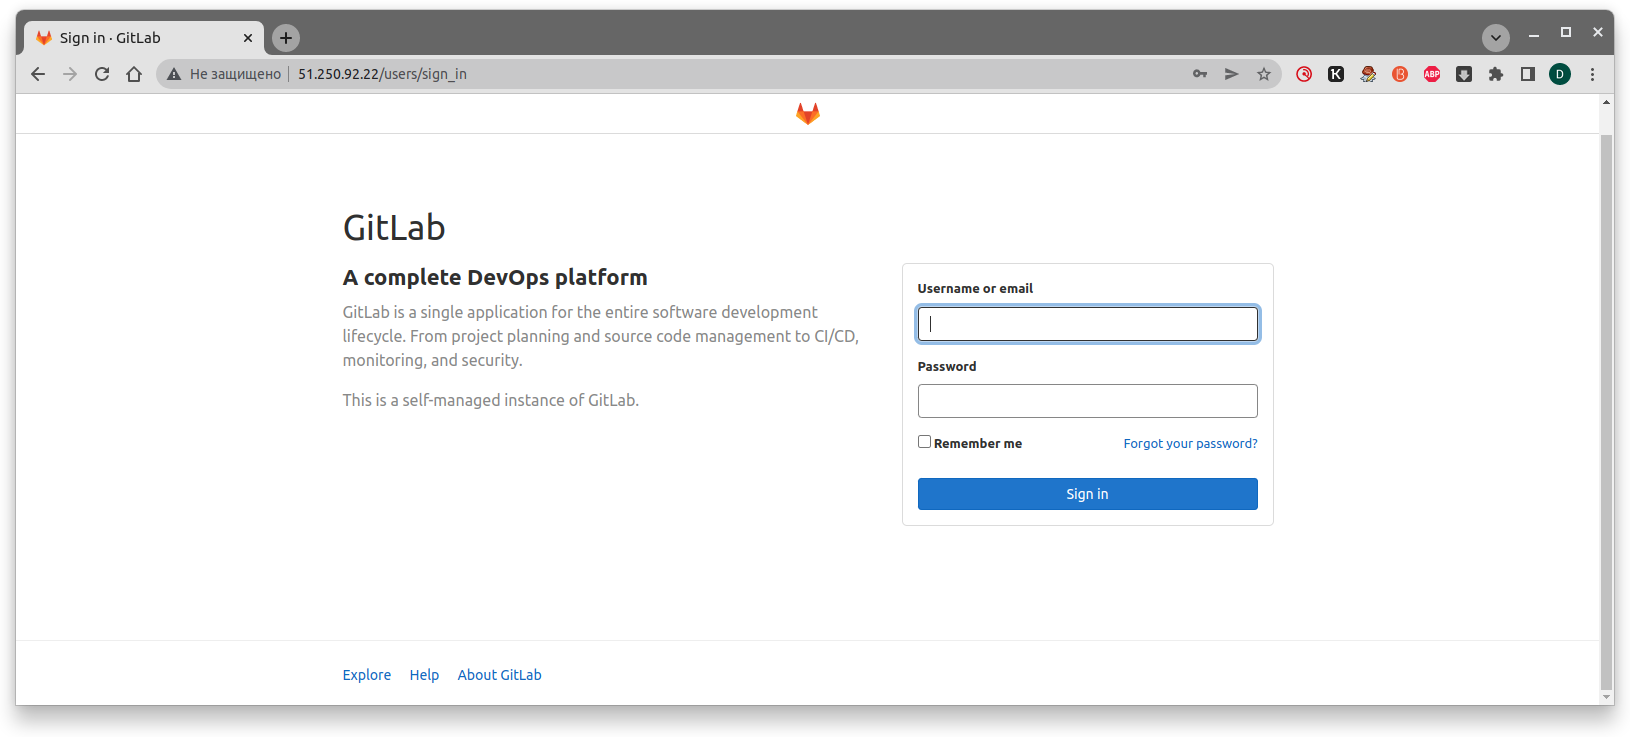 Sign in · GitLab
Не защищено 51.250.92.22/users/sign_in
ABP
D
GitLab
A complete DevOps platform
GitLab is a single application for the entire software development
lifecycle. From project planning and source code management to CI/CD,
monitoring, and security.
This is a self-managed instance of GitLab.
Username or email
Password
Remember me
Forgot your password?
Sign in
Explore Help About GitLab